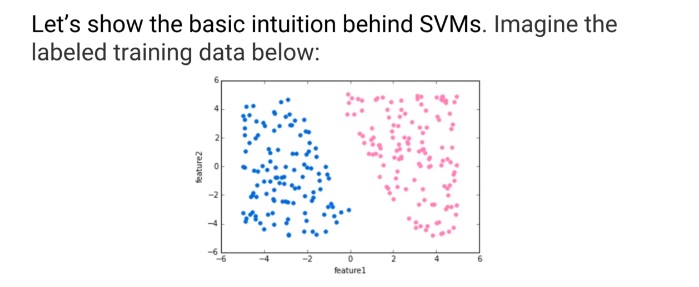 Let's show the basic intuition behind SVMs. Imagine the
labeled training data below:
6
4
2
0
−2
−4
−6
feature2
−6 −4 −2 0 2 4 6
feature1